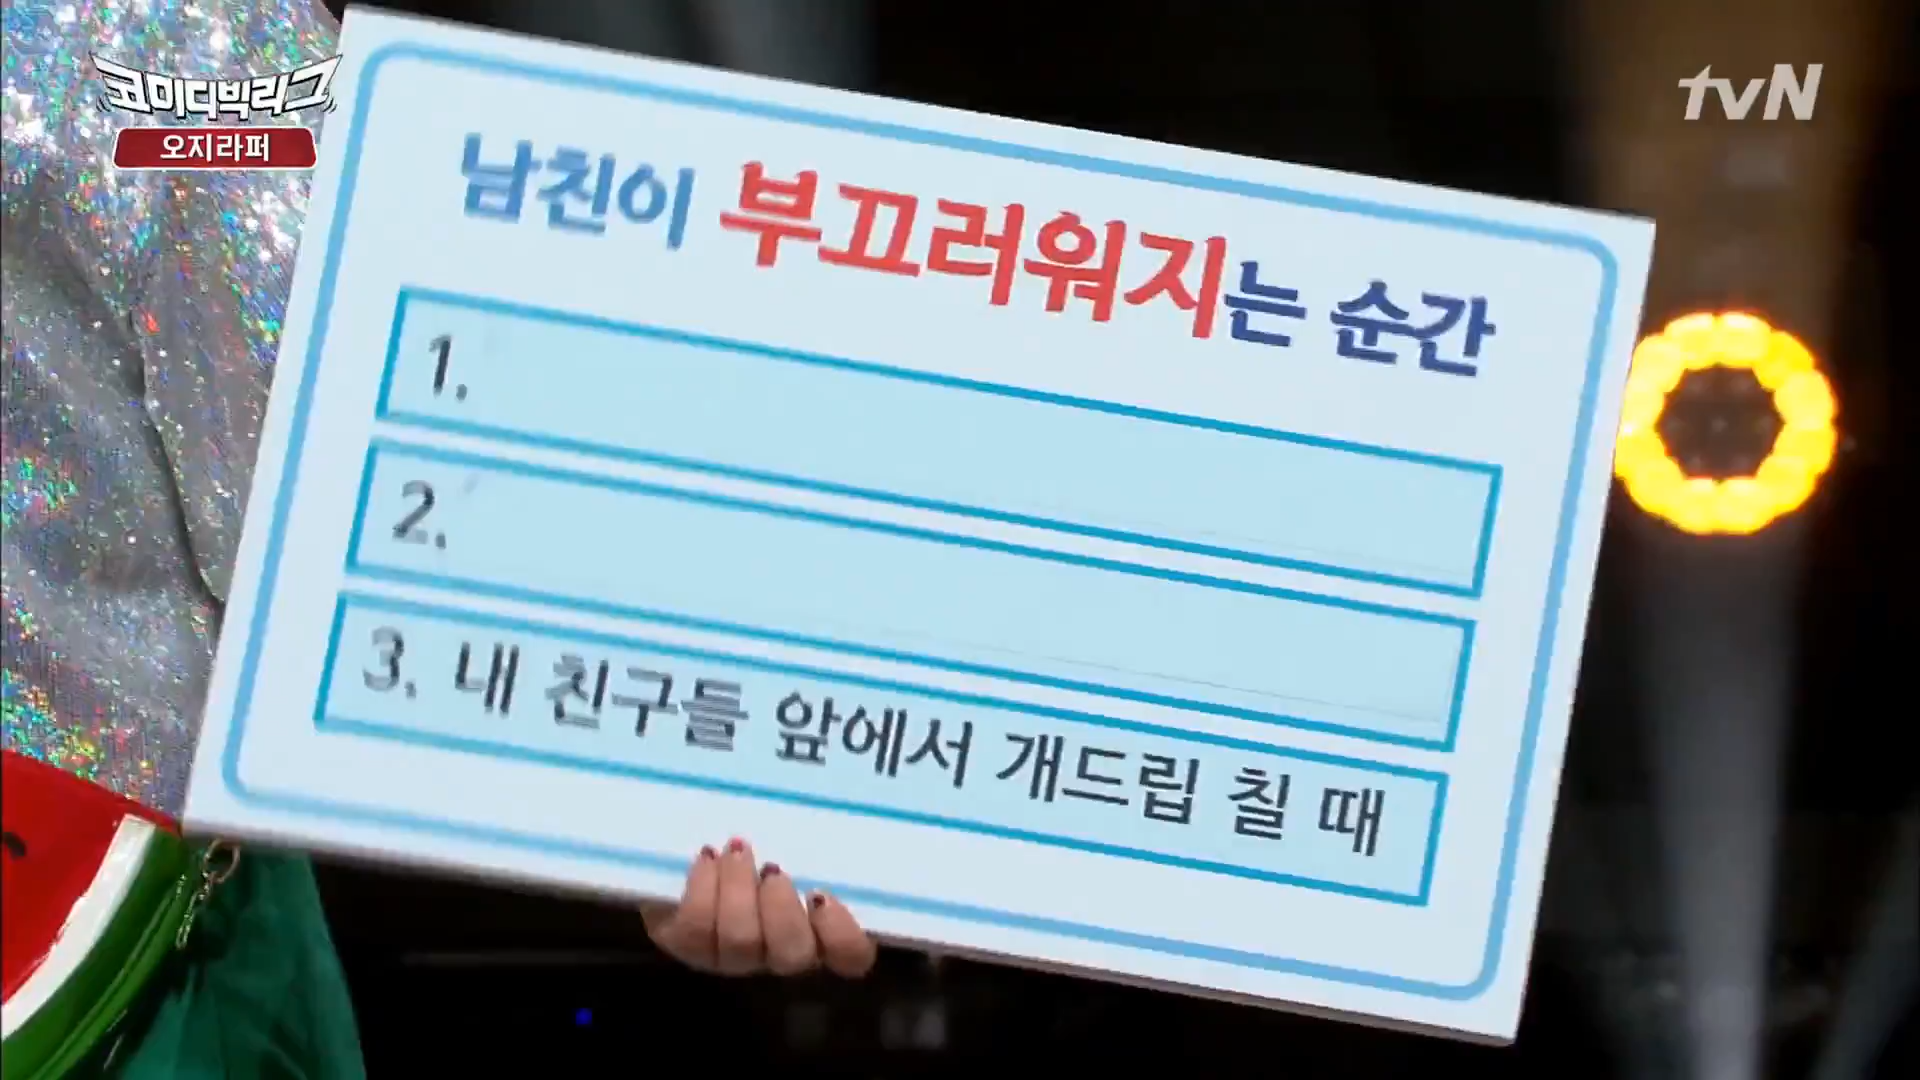 코미디빅리그
오지라퍼
tvN
남친이 부끄러워지는 순간
1.
2.
3. 내 친구들 앞에서 개드립 칠 때